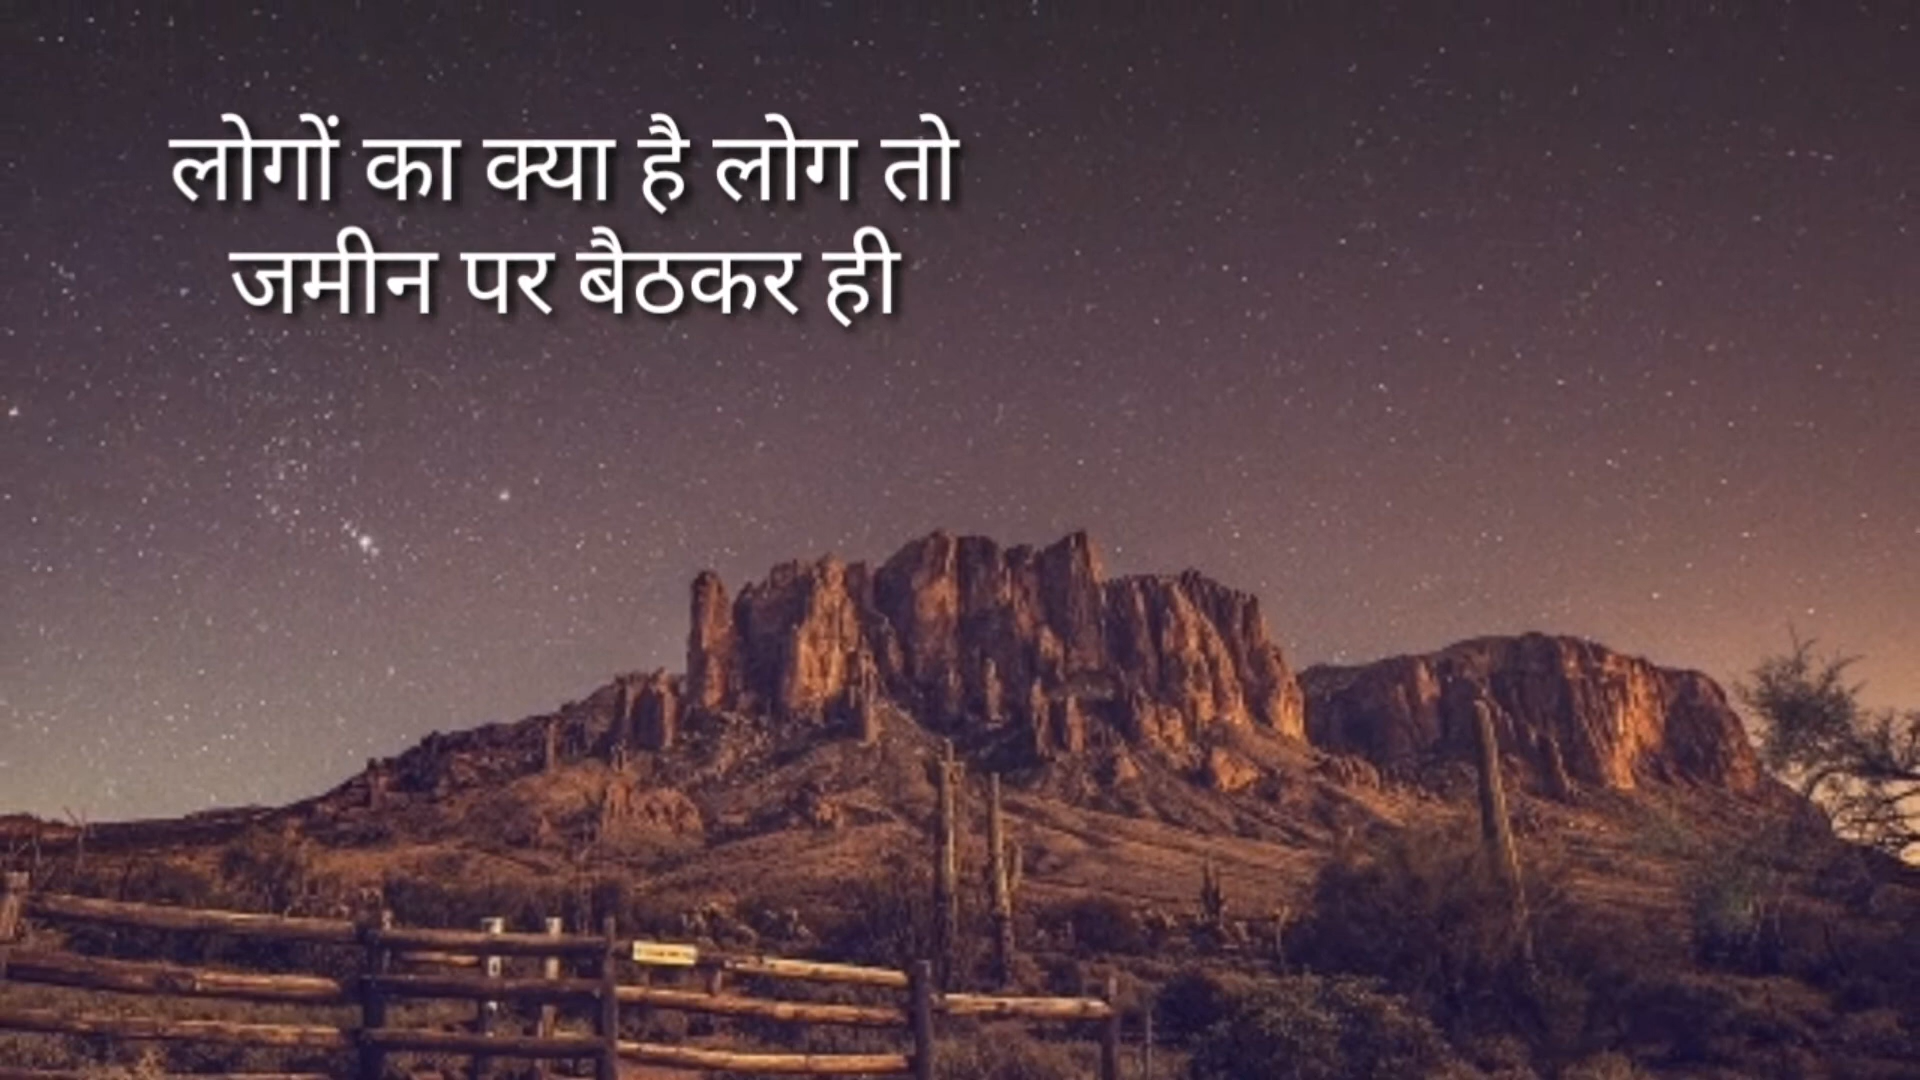 लोगों का क्या है लोग तो
जमीन पर बैठकर ही